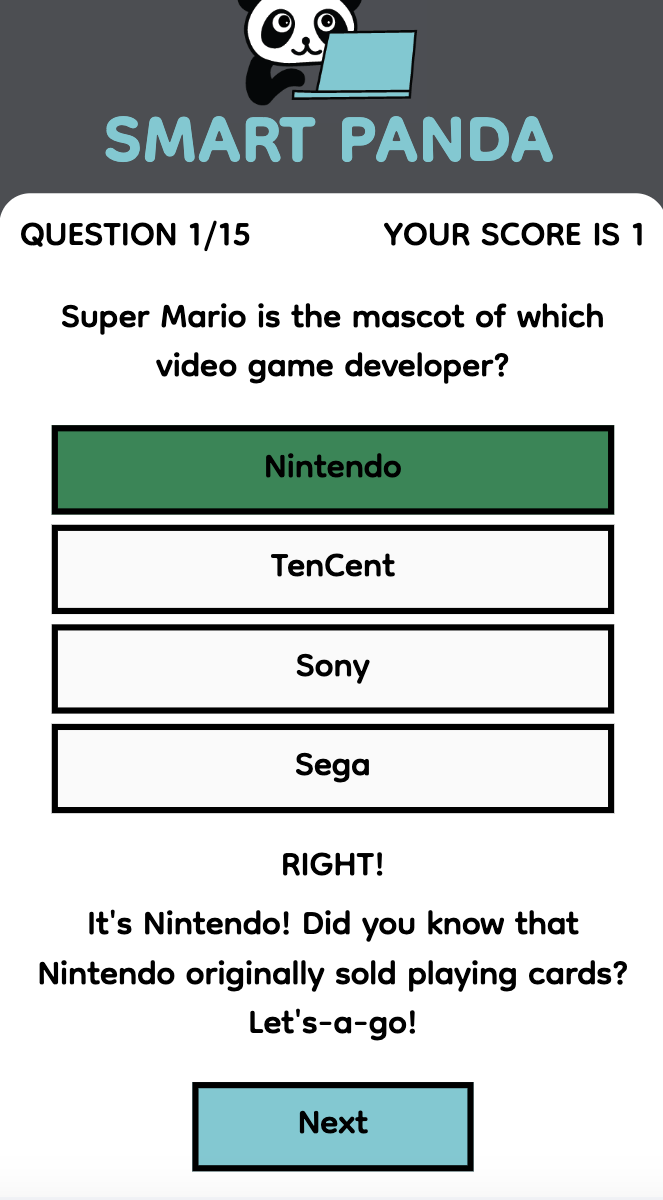 SMART PANDA
QUESTION 1/15
YOUR SCORE IS 1
Super Mario is the mascot of which
video game developer?
Nintendo
TenCent
Sony
Sega
RIGHT!
It's Nintendo! Did you know that
Nintendo originally sold playing cards?
Let's-a-go!
Next